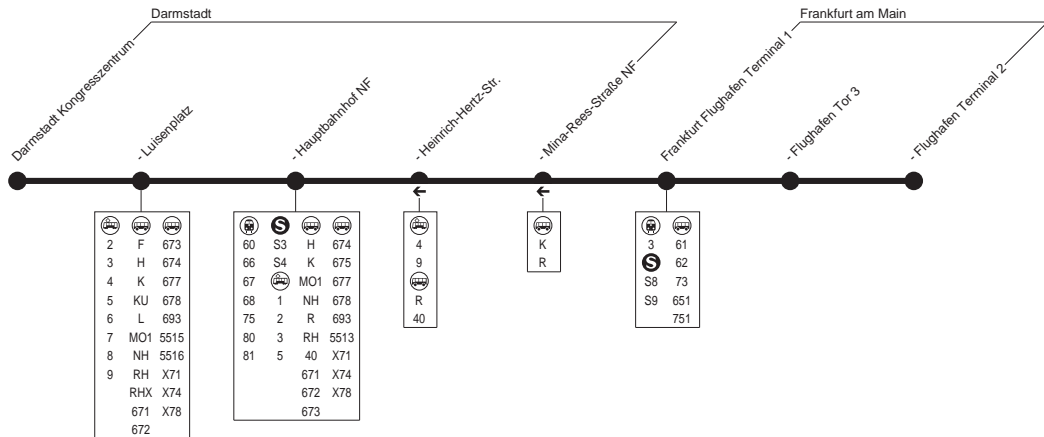 Darmstadt
Frankfurt am Main
Darmstadt Kongresszentrum
- Luisenplatz
- Hauptbahnhof NF
- Heinrich-Hertz-Str.
- Mina-Rees-Straße NF
Frankfurt Flughafen Terminal 1
- Flughafen Tor 3
- Flughafen Terminal 2
2 F 673
3 H 674
4 K 677
5 KU 678
6 L 693
7 MO1 5515
8 NH 5516
9 RH X71
RHX X74
671 X78
672
S
60 S3 H 674
66 S4 K 675
67 MO1 677
68 1 NH 678
75 2 R 693
80 3 RH 5513
81 5 40 X71
671 X74
672 X78
673
4
9
R
40
K
R
3 61
S 62
S8 73
S9 651
751